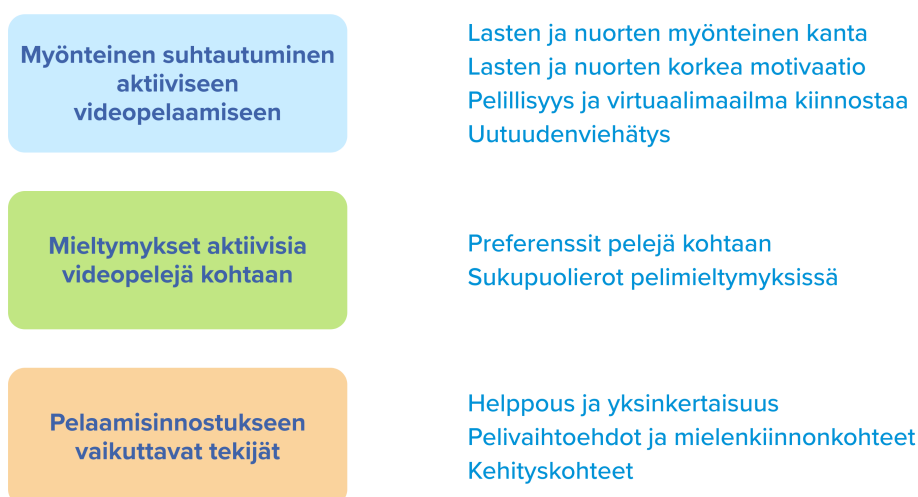 Myönteinen suhtautuminen
aktiiviseen
videopelaamiseen
Lasten ja nuorten myönteinen kanta
Lasten ja nuorten korkea motivaatio
Pelillisyys ja virtuaalimaailma kiinnostaa
Uutuudenviehätys
Mieltymykset aktiivisia
videopelejä kohtaan
Preferenssit pelejä kohtaan
Sukupuolierot pelimieltymyksissä
Pelaamisinnostukseen
vaikuttavat tekijät
Helppous ja yksinkertaisuus
Pelivaihtoehdot ja mielenkiinnonkohteet
Kehityskohteet